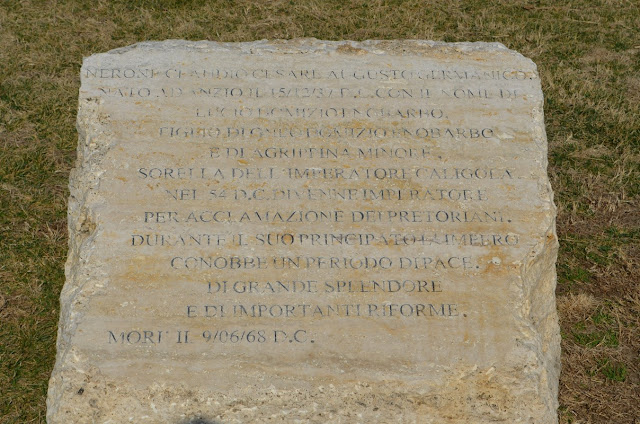 NERONE CLAUDIO CESARE AUGUSTO GERMANICO
NATO AD ANZIO IL 15/12/37 D.C. CON IL NOME DI
LUCIO DOMIZIO ENOBARBO,
FIGLIO DI GNEO DOMIZIO ENOBARBO
E DI AGRIPPINA MINORE,
SORELLA DELL'IMPERATORE CALIGOLA.
NEL 54 D.C. DIVENNE IMPERATORE
PER ACCLAMAZIONE DEI PRETORIANI.
DURANTE IL SUO PRINCIPATO L'IMPERO
CONOBBE UN PERIODO DI PACE,
DI GRANDE SPLENDORE
E DI IMPORTANTI RIFORME.
MORÌ IL 9/06/68 D.C.